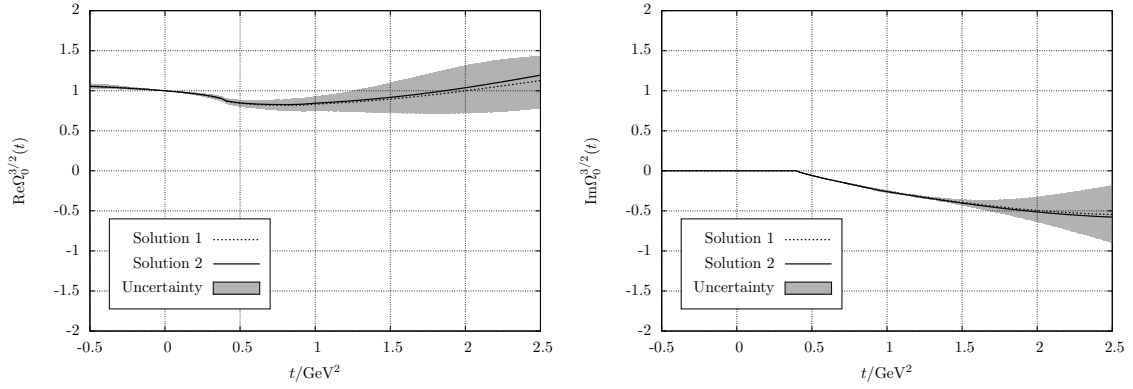 2
1.5
1
0.5
0
-0.5
-1
-1.5
-2
-0.5 0 0.5 1 1.5 2 2.5
t/GeV²
ReΩ₀^{3/2}(t)
Solution 1
Solution 2
Uncertainty
2
1.5
1
0.5
0
-0.5
-1
-1.5
-2
-0.5 0 0.5 1 1.5 2 2.5
t/GeV²
ImΩ₀^{3/2}(t)
Solution 1
Solution 2
Uncertainty